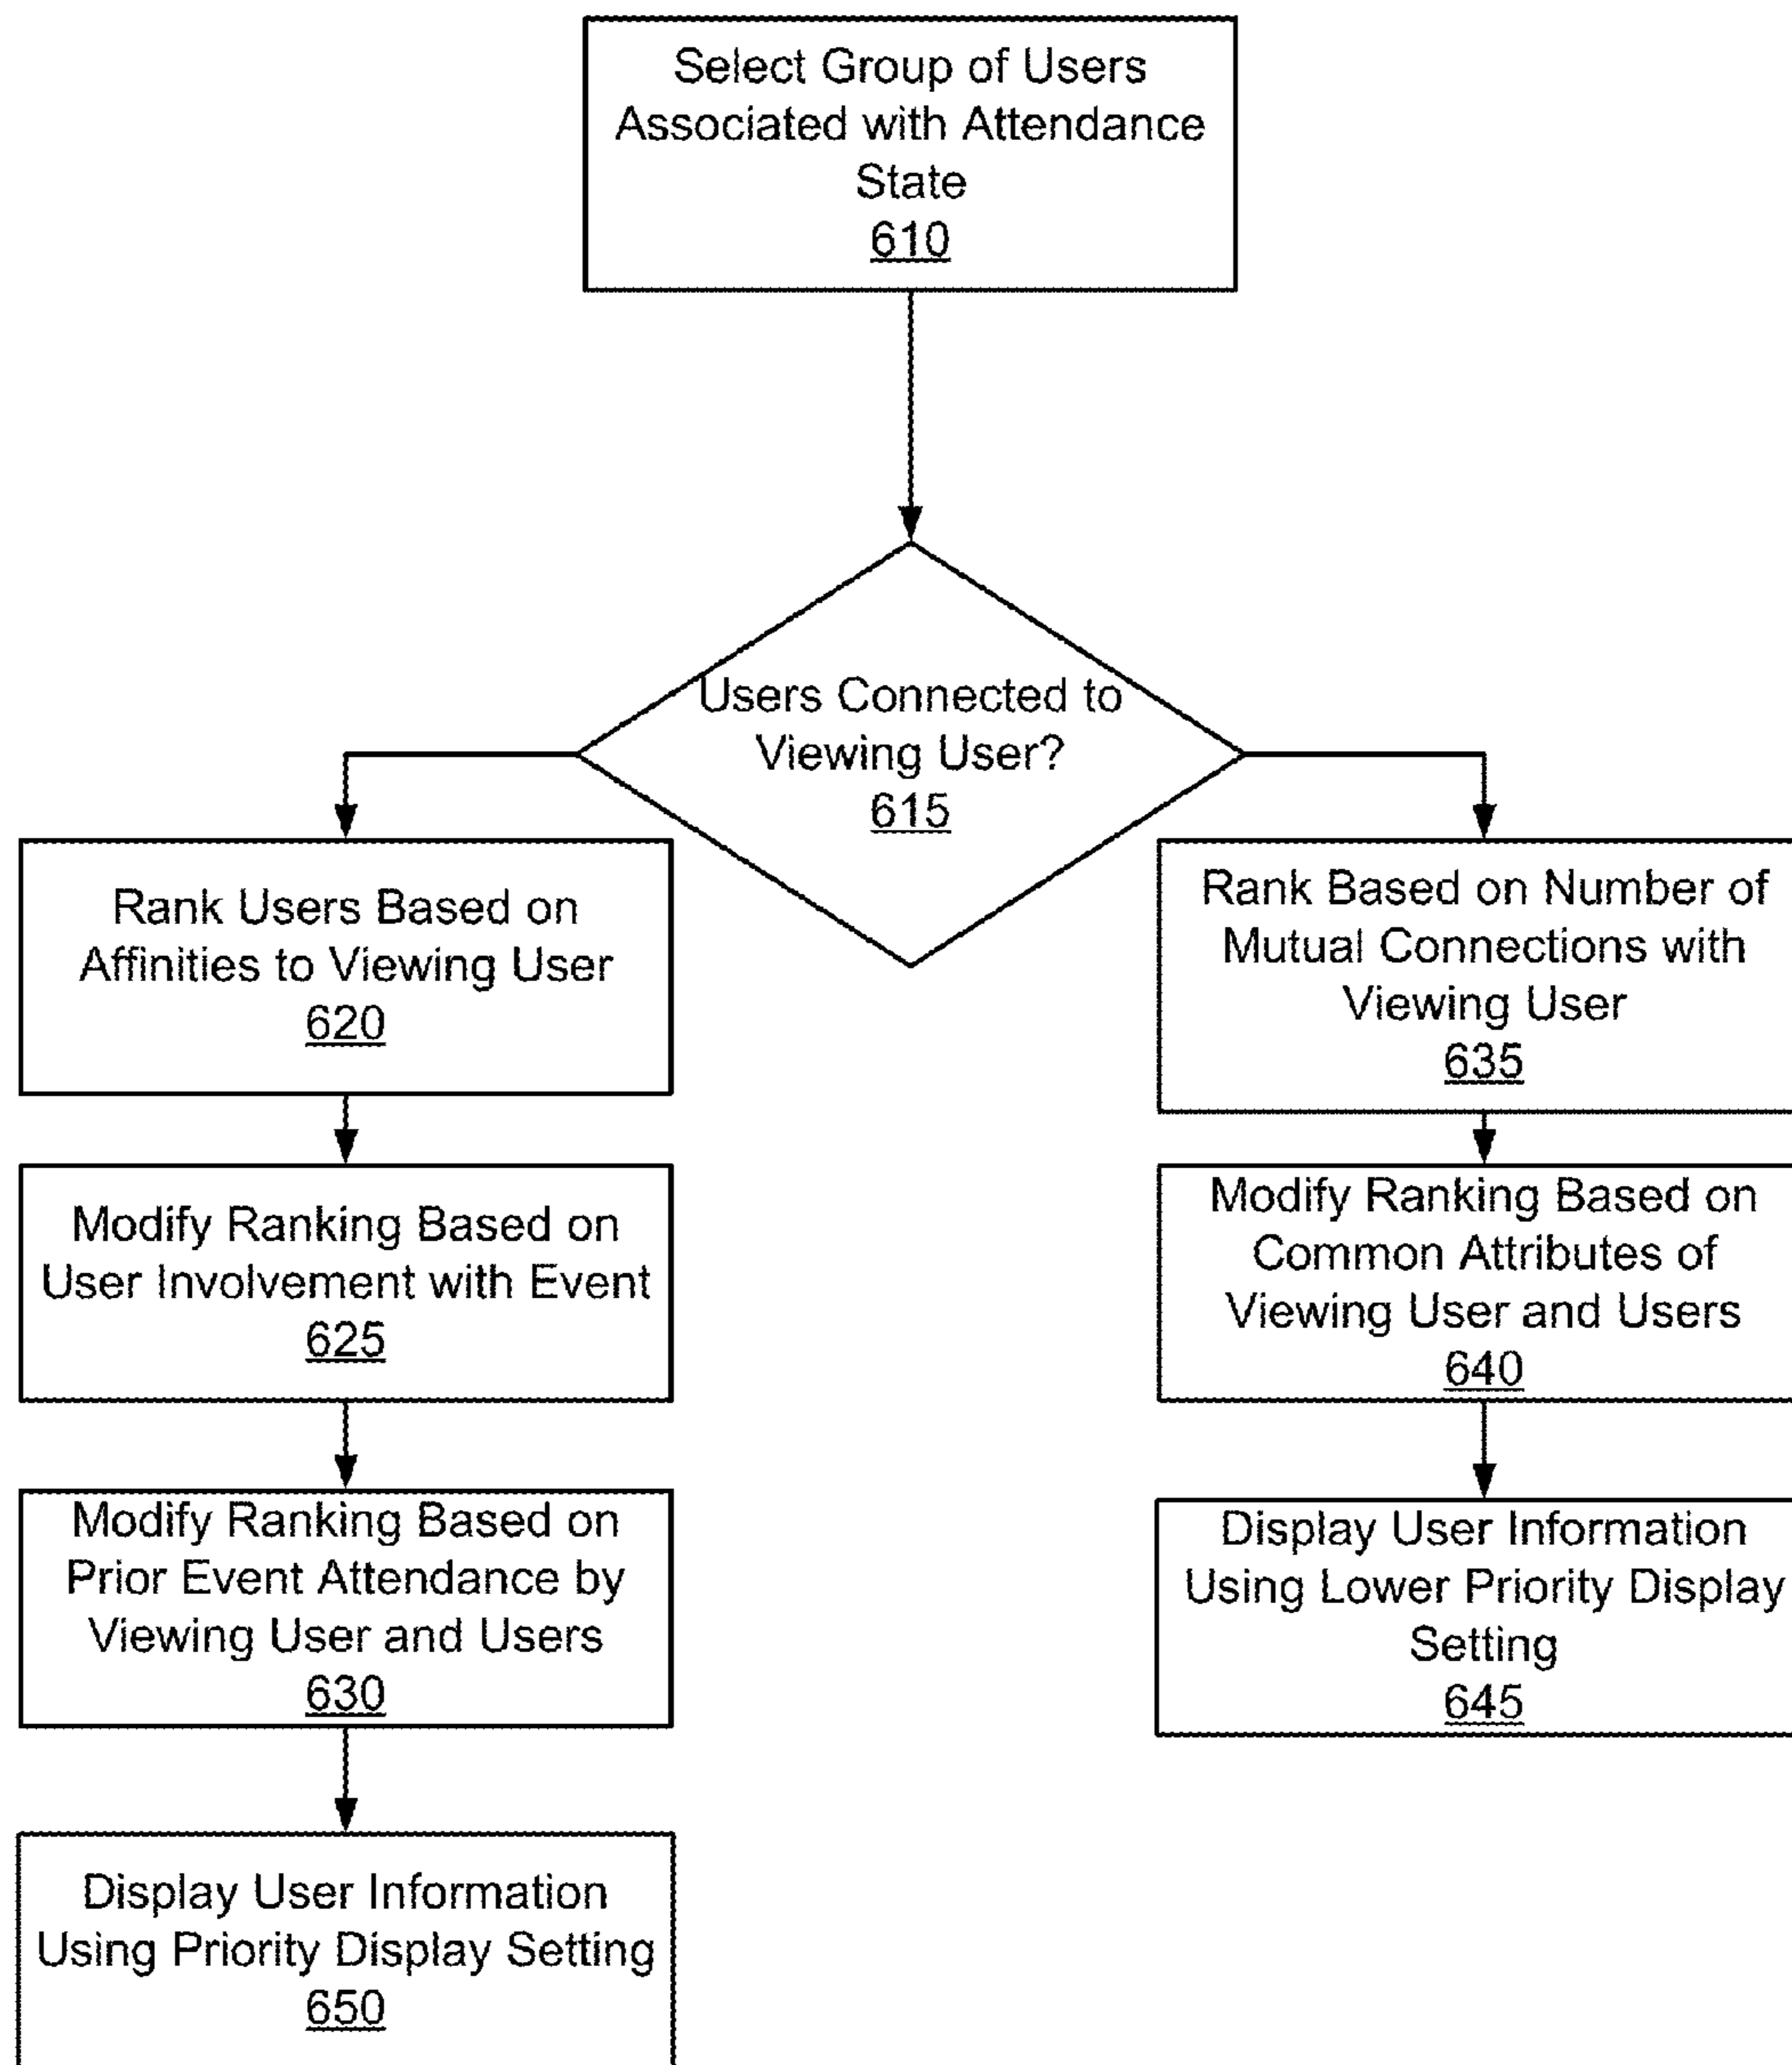 Select Group of Users
Associated with Attendance
State
610
Users Connected to
Viewing User?
615
Rank Users Based on
Affinities to Viewing User
620
Modify Ranking Based on
User Involvement with Event
625
Modify Ranking Based on
Prior Event Attendance by
Viewing User and Users
630
Display User Information
Using Priority Display Setting
650
Rank Based on Number of
Mutual Connections with
Viewing User
635
Modify Ranking Based on
Common Attributes of
Viewing User and Users
640
Display User Information
Using Lower Priority Display
Setting
645